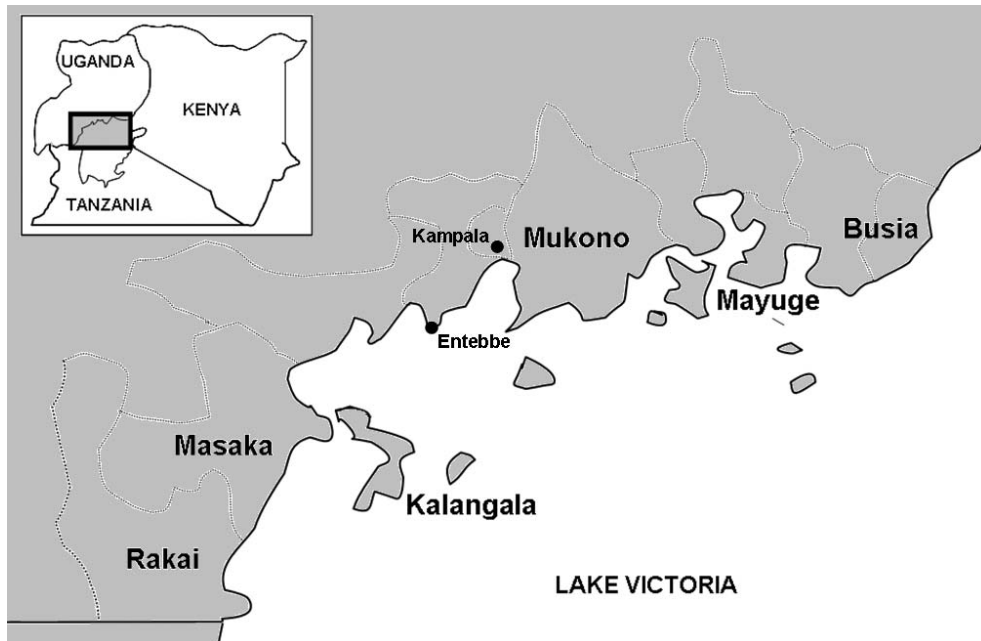 UGANDA
KENYA
TANZANIA
Kampala
Mukono
Busia
Mayuge
Entebbe
Masaka
Kalangala
Rakai
LAKE VICTORIA